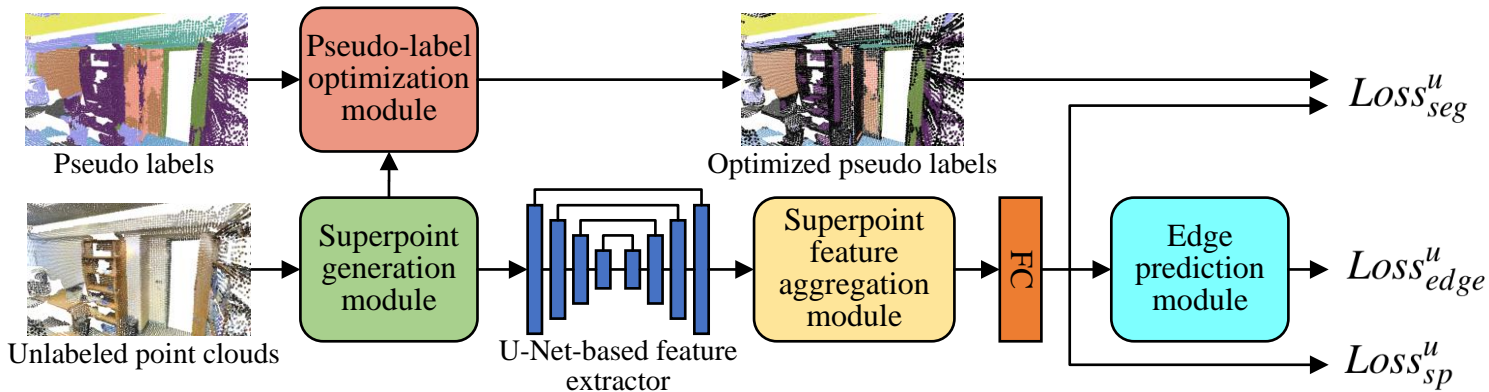 Pseudo-label
optimization
module
Pseudo labels
Optimized pseudo labels
Loss^u_seg
Superpoint
generation
module
Unlabeled point clouds
U-Net-based feature
extractor
Superpoint
feature
aggregation
module
FC
Edge
prediction
module
Loss^u_edge
Loss^u_sp